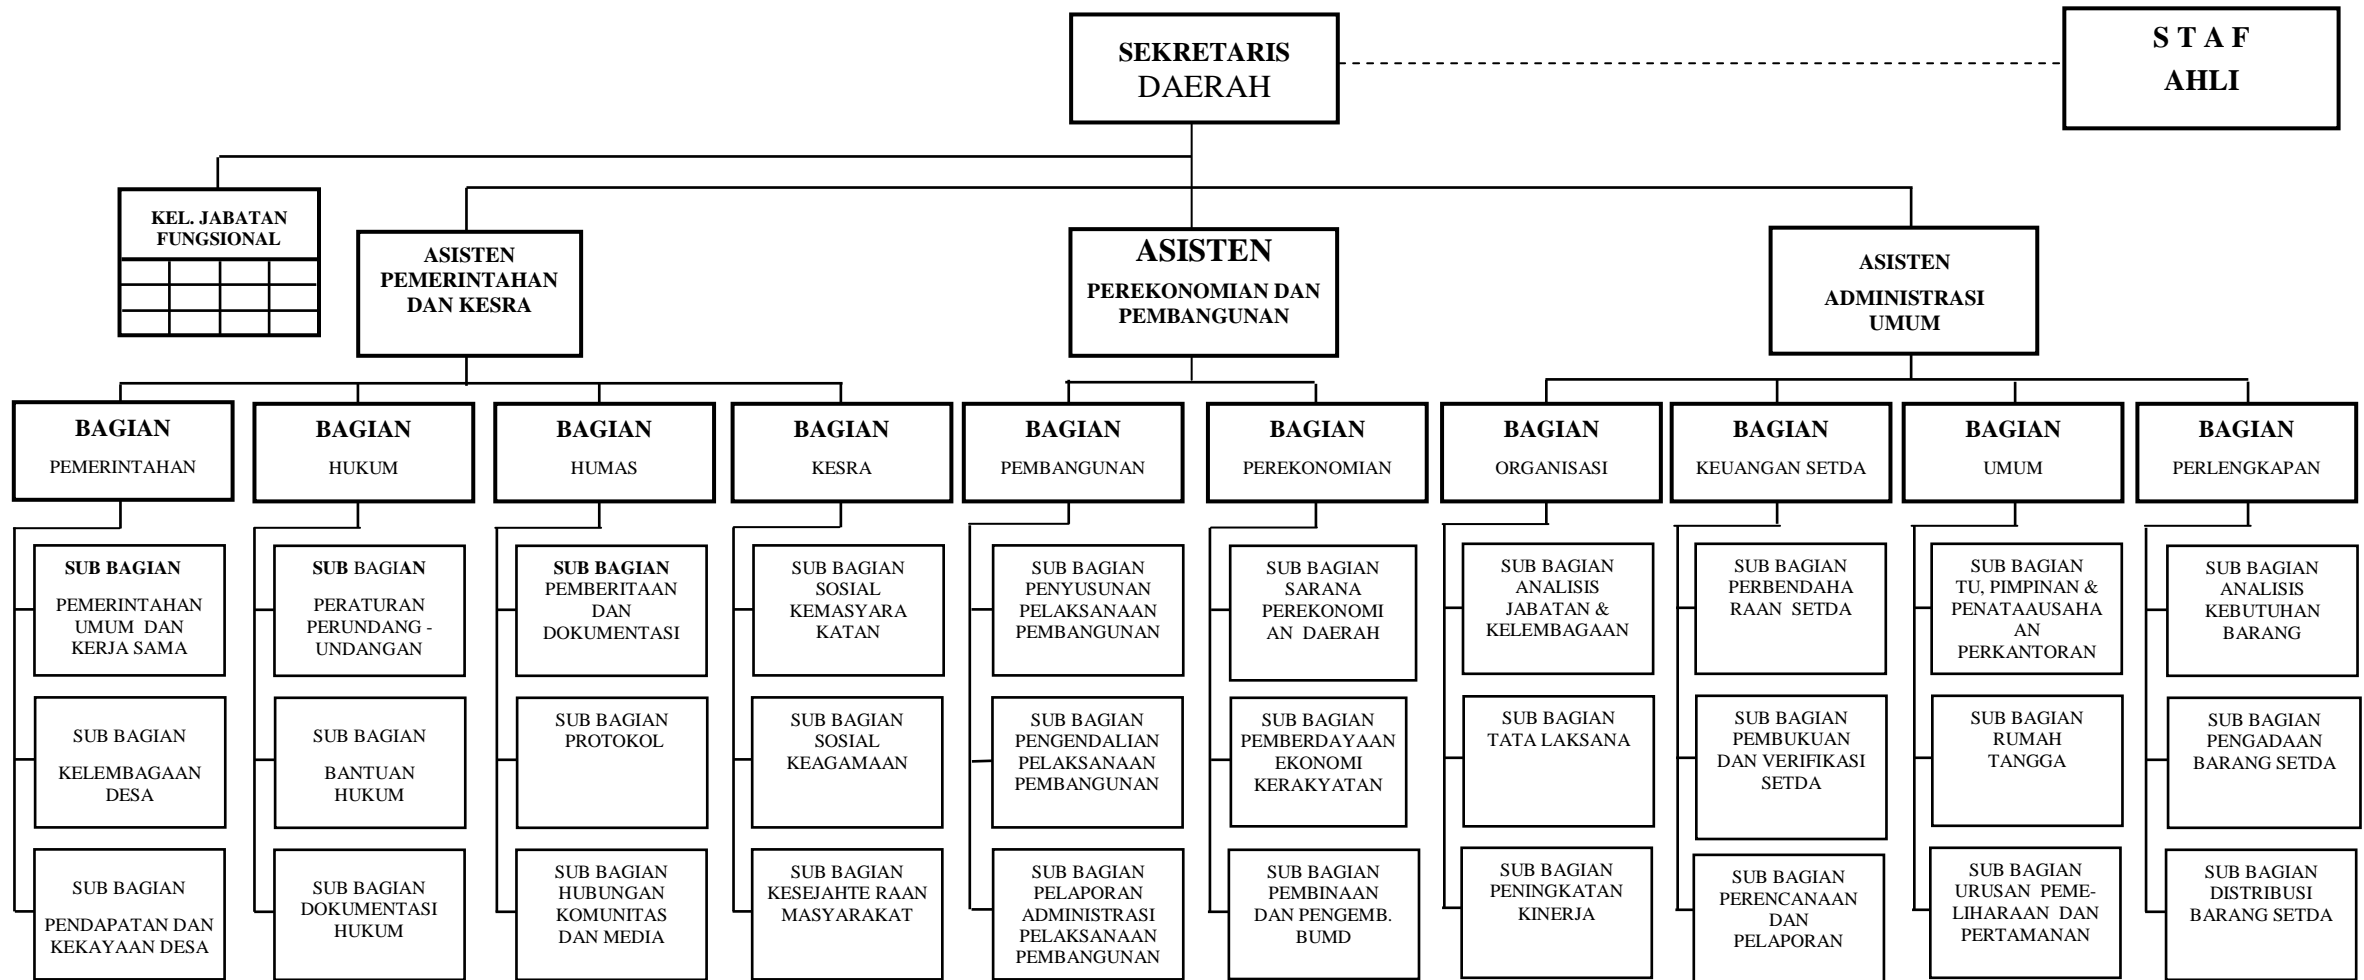 SEKRETARIS
DAERAH
S T A F
AHLI
KEL. JABATAN
FUNGSIONAL
ASISTEN
PEMERINTAHAN
DAN KESRA
ASISTEN
PEREKONOMIAN DAN
PEMBANGUNAN
ASISTEN
ADMINISTRASI
UMUM
BAGIAN
PEMERINTAHAN
BAGIAN
HUKUM
BAGIAN
HUMAS
BAGIAN
KESRA
BAGIAN
PEMBANGUNAN
BAGIAN
PEREKONOMIAN
BAGIAN
ORGANISASI
BAGIAN
KEUANGAN SETDA
BAGIAN
UMUM
BAGIAN
PERLENGKAPAN
SUB BAGIAN
PEMERINTAHAN
UMUM DAN
KERJA SAMA
SUB BAGIAN
PERATURAN
PERUNDANG -
UNDANGAN
SUB BAGIAN
PEMBERITAAN
DAN
DOKUMENTASI
SUB BAGIAN
SOSIAL
KEMASYARA
KATAN
SUB BAGIAN
PENYUSUNAN
PELAKSANAAN
PEMBANGUNAN
SUB BAGIAN
SARANA
PEREKONOMI
AN DAERAH
SUB BAGIAN
ANALISIS
JABATAN &
KELEMBAGAAN
SUB BAGIAN
PERBENDAHA
RAAN SETDA
SUB BAGIAN
TU, PIMPINAN &
PENATAAUSAHA
AN
PERKANTORAN
SUB BAGIAN
ANALISIS
KEBUTUHAN
BARANG
SUB BAGIAN
KELEMBAGAAN
DESA
SUB BAGIAN
BANTUAN
HUKUM
SUB BAGIAN
PROTOKOL
SUB BAGIAN
SOSIAL
KEAGAMAAN
SUB BAGIAN
PENGENDALIAN
PELAKSANAAN
PEMBANGUNAN
SUB BAGIAN
PEMBERDAYAAN
EKONOMI
KERAKYATAN
SUB BAGIAN
TATA LAKSANA
SUB BAGIAN
PEMBUKUAN
DAN VERIFIKASI
SETDA
SUB BAGIAN
RUMAH
TANGGA
SUB BAGIAN
PENGADAAN
BARANG SETDA
SUB BAGIAN
PENDAPATAN DAN
KEKAYAAN DESA
SUB BAGIAN
DOKUMENTASI
HUKUM
SUB BAGIAN
HUBUNGAN
KOMUNITAS
DAN MEDIA
SUB BAGIAN
KESEJAHTE RAAN
MASYARAKAT
SUB BAGIAN
PELAPORAN
ADMINISTRASI
PELAKSANAAN
PEMBANGUNAN
SUB BAGIAN
PEMBINAAN
DAN PENGEMB.
BUMD
SUB BAGIAN
PENINGKATAN
KINERJA
SUB BAGIAN
PERENCANAAN
DAN
PELAPORAN
SUB BAGIAN
URUSAN PEME-
LIHARAAN DAN
PERTAMANAN
SUB BAGIAN
DISTRIBUSI
BARANG SETDA